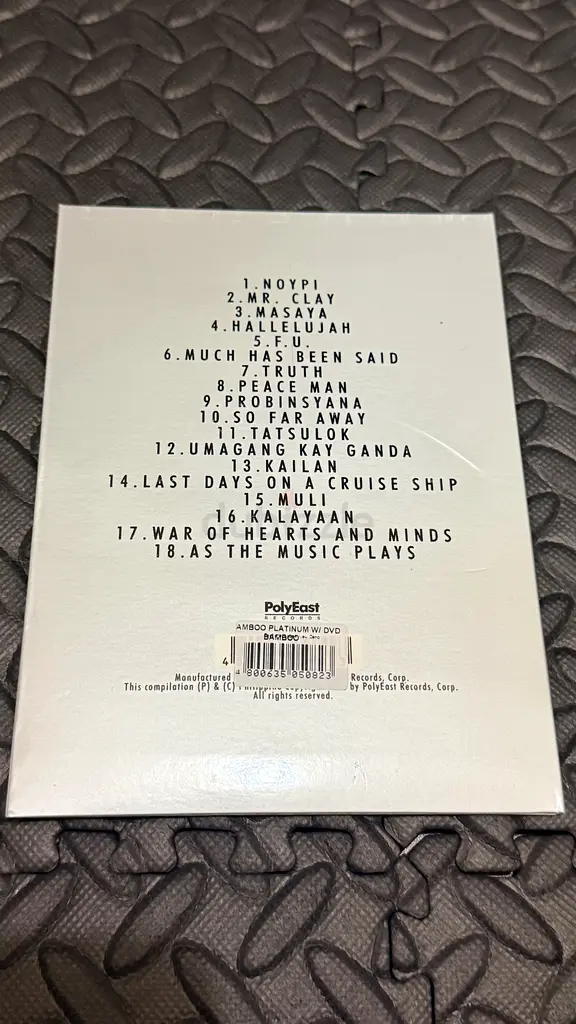 1.NOYPI
2.MR. CLAY
3.MASAYA
4.HALLELUJAH
5.F.U.
6.MUCH HAS BEEN SAID
7.TRUTH
8.PEACE MAN
9.PROBINSYANA
10.SO FAR AWAY
11.TATSULOK
12.UMAGANG KAY GANDA
13.KAILAN
14.LAST DAYS ON A CRUISE SHIP
15.MULI
16.KALAYAAN
17.WAR OF HEARTS AND MINDS
18.AS THE MUSIC PLAYS
PolyEast
RECORDS
AMBOO PLATINUM W/ DVD
BAMBOO
4
4 800635 050823
Manufactured Records, Corp.
This compilation (P) & (C) by PolyEast Records, Corp.
All rights reserved.